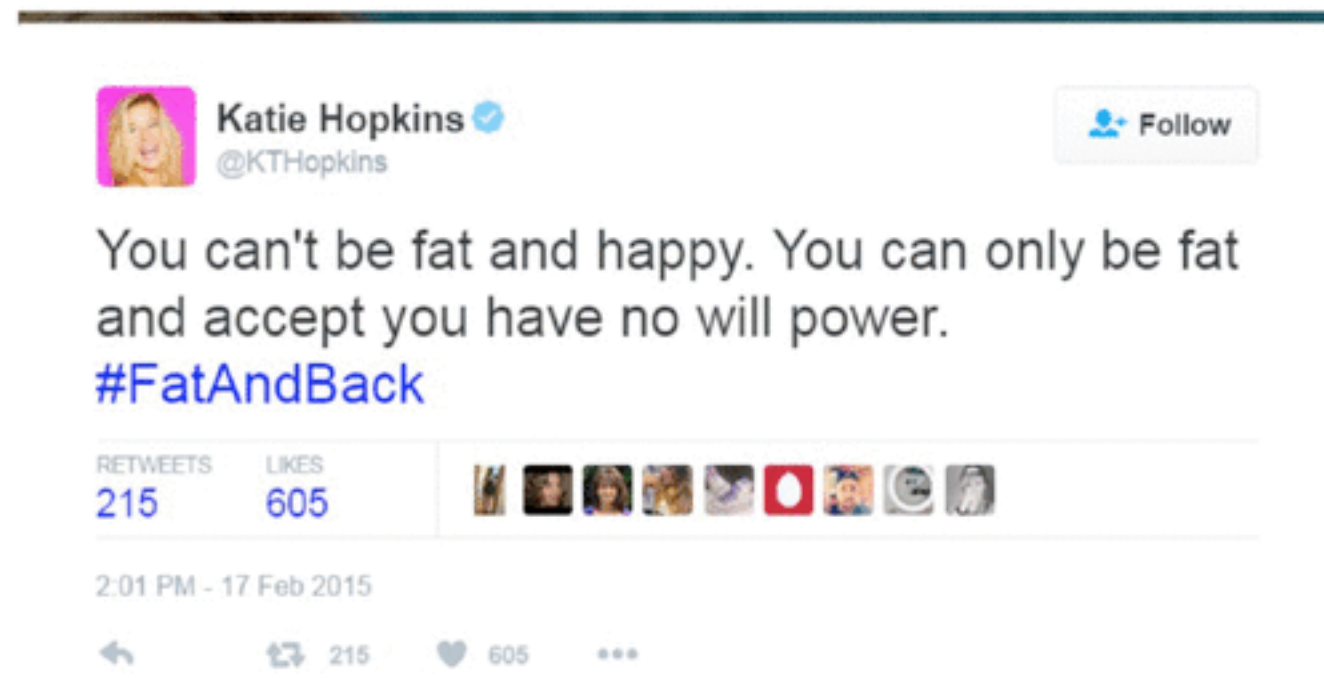 Katie Hopkins
@KTHopkins
Follow
You can't be fat and happy. You can only be fat
and accept you have no will power.
#FatAndBack
RETWEETS LIKES
215 605
2:01 PM - 17 Feb 2015
215 605